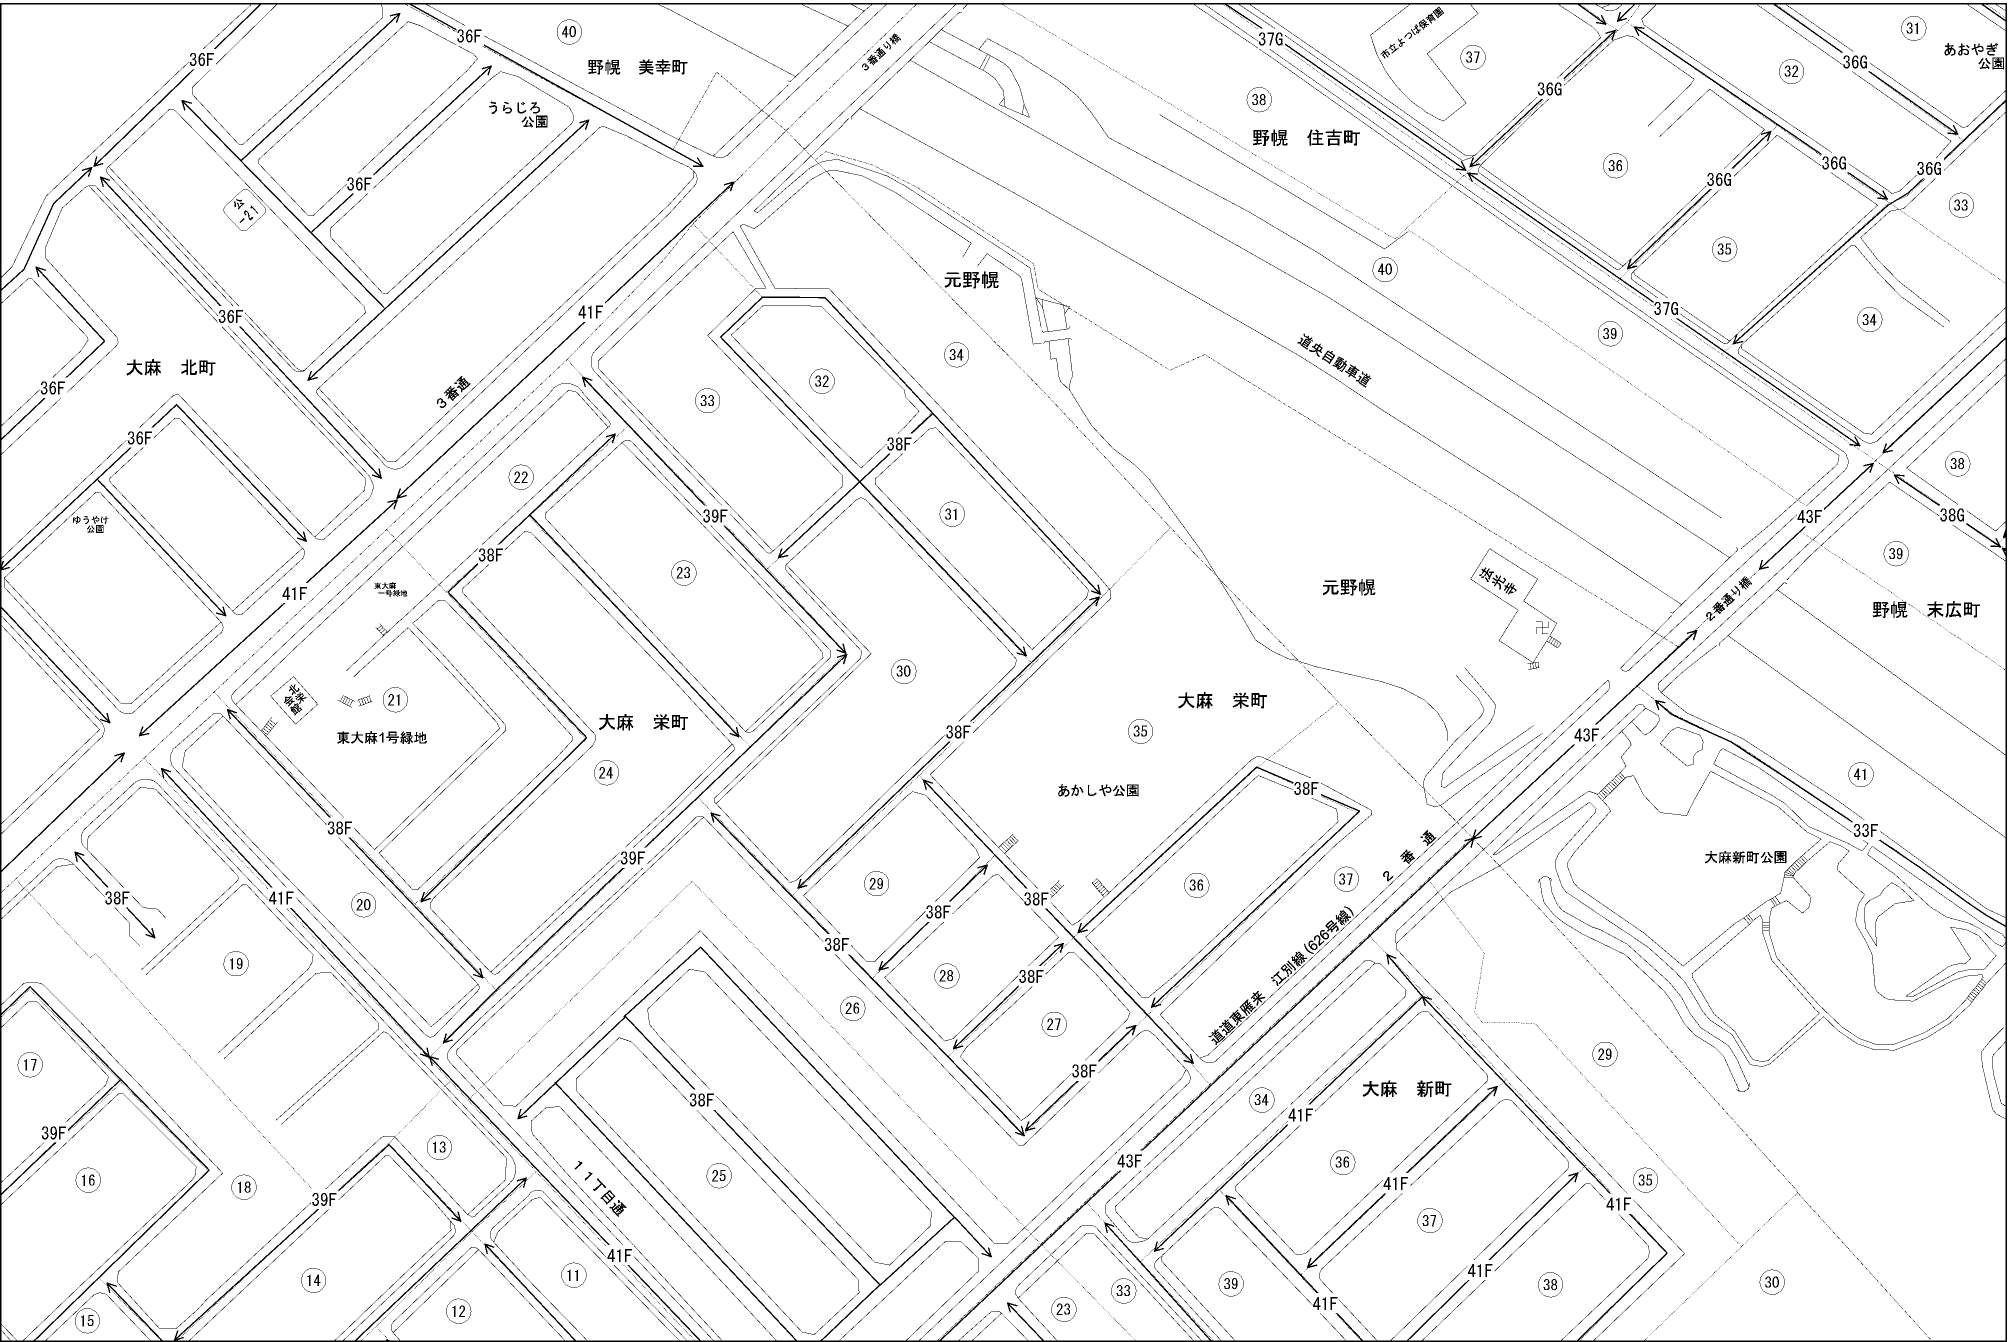 36F
36F
40
野幌　美幸町
3番通り橋
37G
市立よつば保育園
37
36G
32
36G
31
あおやぎ
公園
うらじろ
公園
38
野幌　住吉町
36G
36
36G
36G
36G
33
36F
公
-21
35
36F
41F
元野幌
40
37G
39
34
大麻　北町
36F
3番通
33
32
34
道央自動車道
36F
22
38F
38
ゆうやけ
公園
39F
31
43F
38G
38F
23
39
41F
東大麻
一号緑地
元野幌
法光寺
2番通り橋
野幌　末広町
30
北栄
会館
21
東大麻1号緑地
大麻　栄町
大麻　栄町
35
38F
43F
24
あかしや公園
38F
41
38F
39F
2番通
33F
大麻新町公園
38F
41F
20
29
38F
38F
36
37
38F
19
28
38F
道道東雁来　江別線(626号線)
26
27
17
29
38F
38F
大麻　新町
34
41F
39F
13
43F
36
16
18
39F
25
11丁目通
41F
35
41F
37
41F
14
11
41F
38
30
15
12
23
33
39
41F